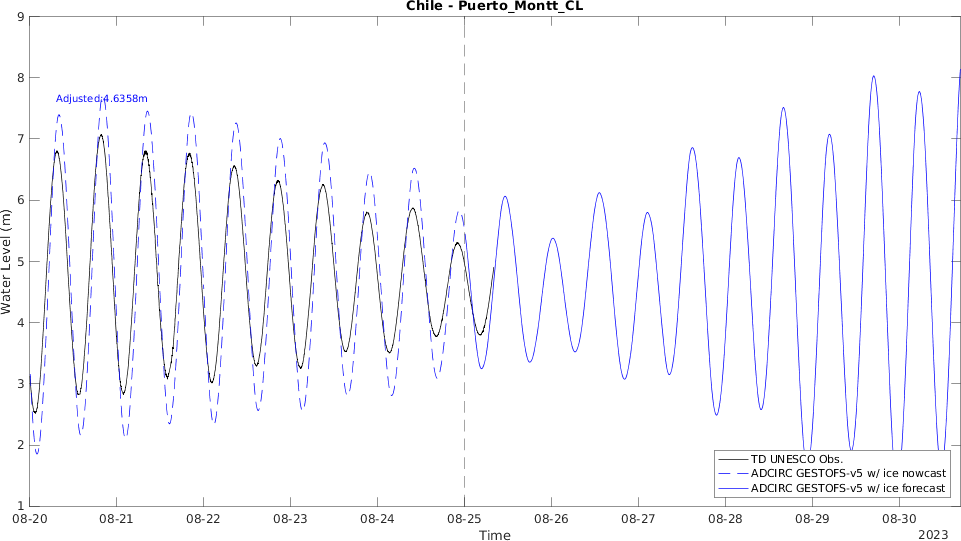 Chile - Puerto_Montt_CL
Adjusted:4.6358m
Water Level (m)
9
8
7
6
5
4
3
2
1
TD UNESCO Obs.
ADCIRC GESTOFS-v5 w/ ice nowcast
ADCIRC GESTOFS-v5 w/ ice forecast
08-20 08-21 08-22 08-23 08-24 08-25 08-26 08-27 08-28 08-29 08-30
Time
2023